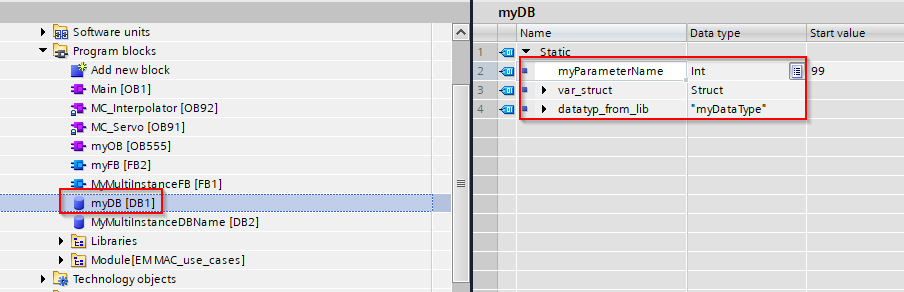 Software units
Program blocks
Add new block
Main [OB1]
MC_Interpolator [OB92]
MC_Servo [OB91]
myOB [OB555]
myFB [FB2]
MyMultiInstanceFB [FB1]
myDB [DB1]
MyMultiInstanceDBName [DB2]
Libraries
Module[EM MAC_use_cases]
Technology objects
myDB
Name Data type Start value
1 Static
2 myParameterName Int 99
3 var_struct Struct
4 datatyp_from_lib "myDataType"